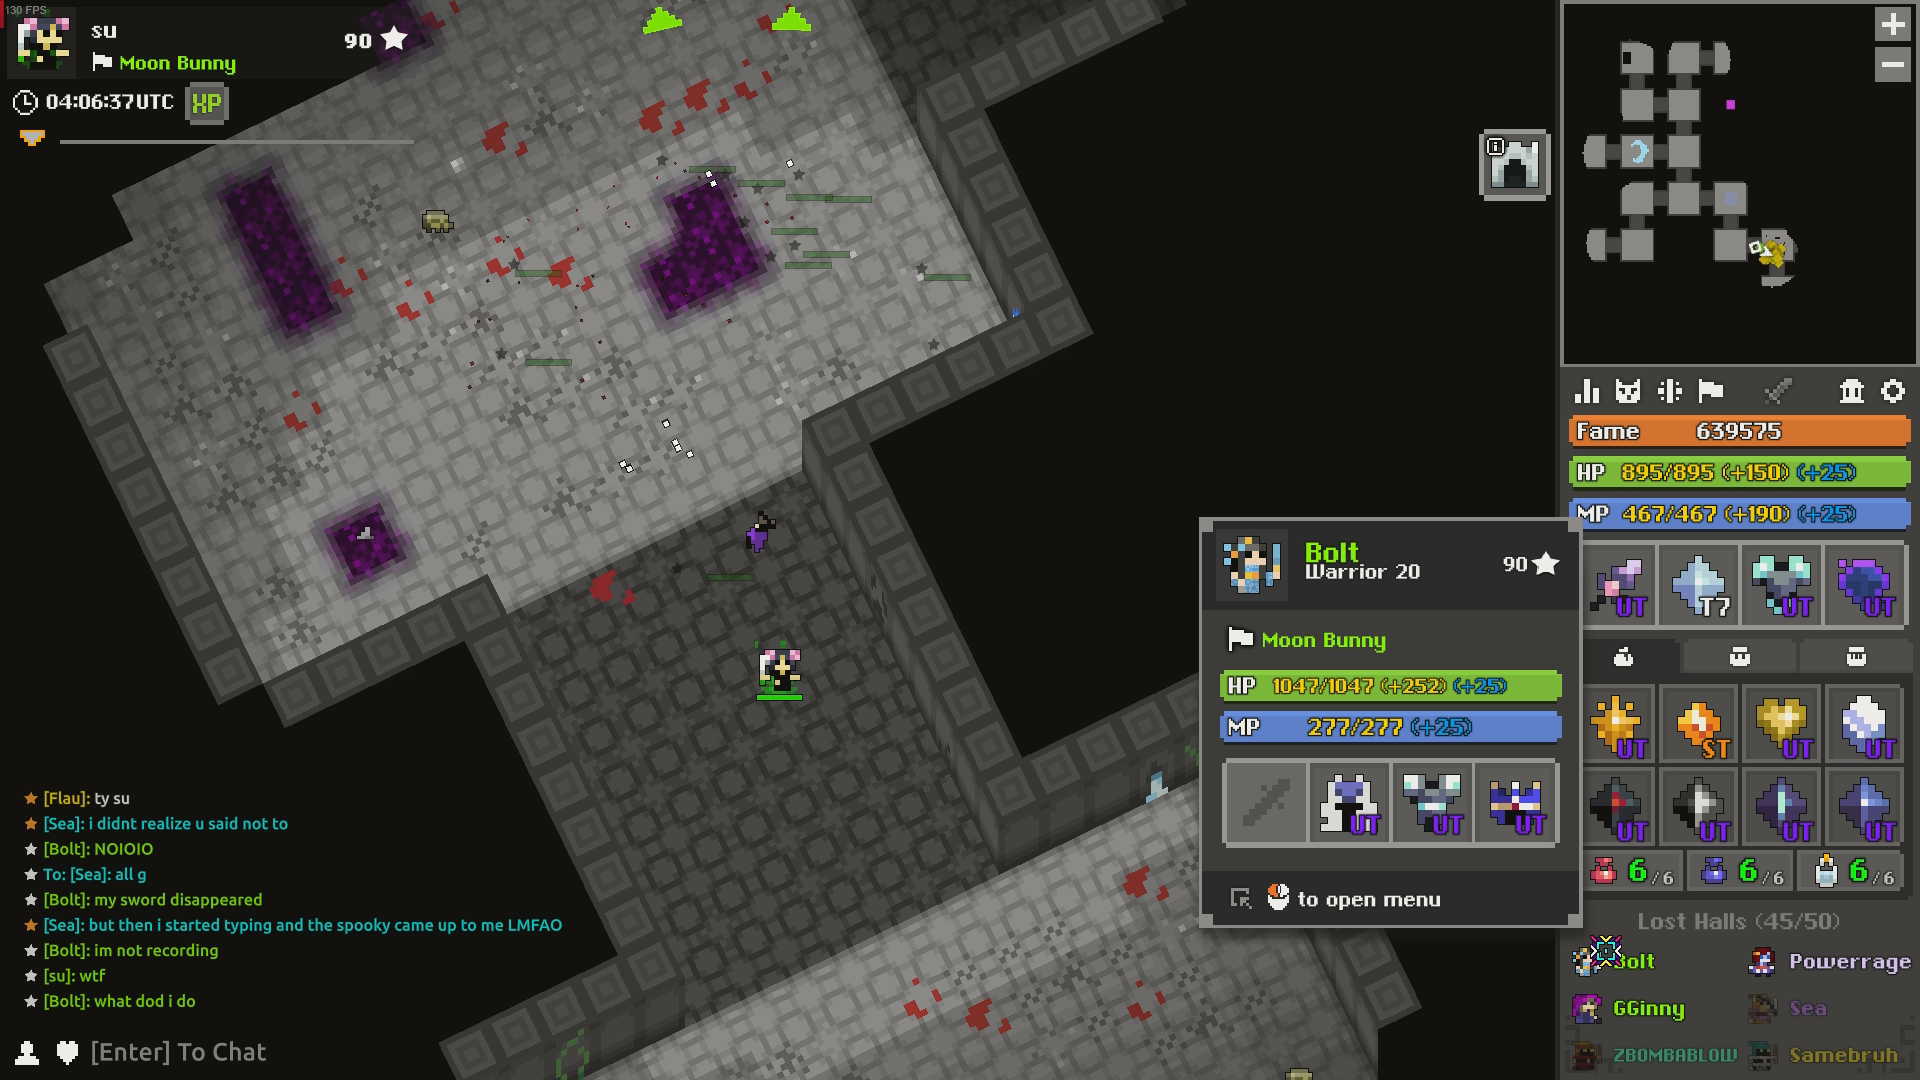 130 FPS
su
90
Moon Bunny
04:06:37UTC
XP
Fame 639575
HP 895/895 (+150) (+25)
MP 467/467 (+190) (+25)
UT
T7
UT
UT
Bolt
Warrior 20
90
Moon Bunny
HP 1047/1047 (+252) (+25)
MP 277/277 (+25)
UT
UT
UT
to open menu
UT
ST
UT
UT
UT
UT
UT
UT
6/6
6/6
6/6
Lost Halls (45/50)
Bolt
Powerrage
GGinny
Sea
ZBOMBABLOW
Samebruh
[Flau]: ty su
[Sea]: i didnt realize u said not to
[Bolt]: NOIOIO
To: [Sea]: all g
[Bolt]: my sword disappeared
[Sea]: but then i started typing and the spooky came up to me LMFAO
[Bolt]: im not recording
[su]: wtf
[Bolt]: what dod i do
[Enter] To Chat